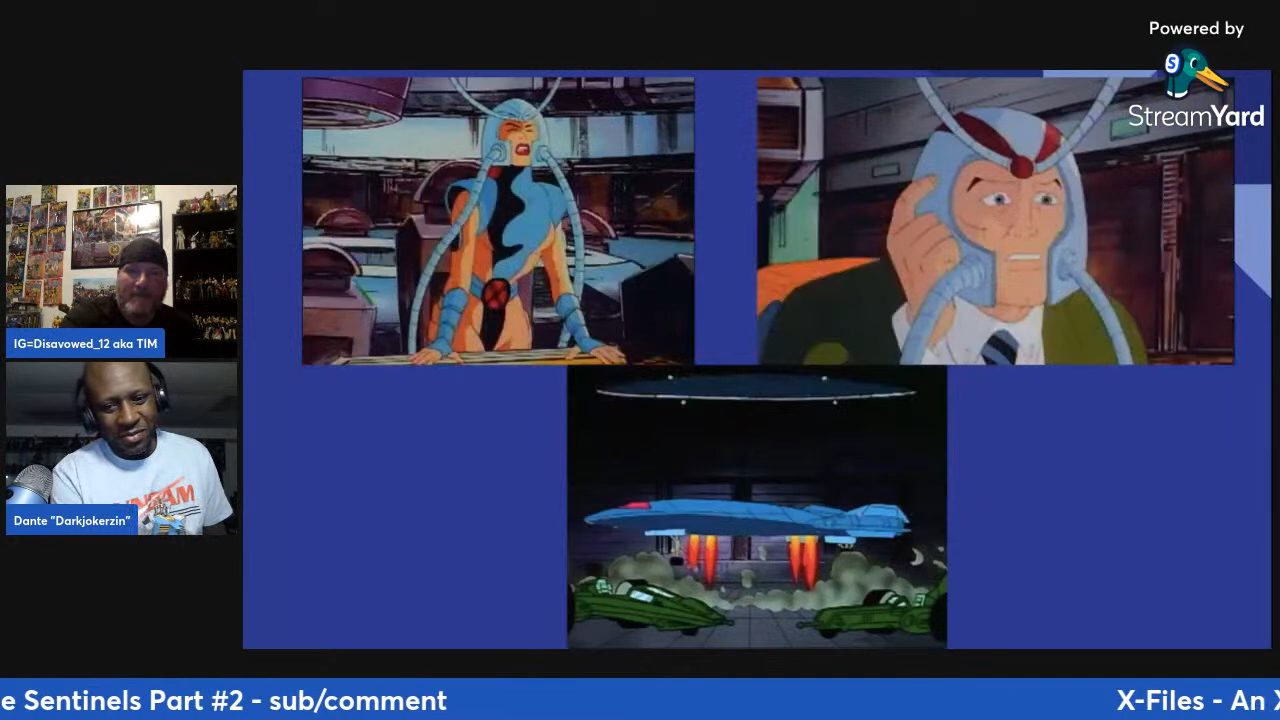 Powered by
S
StreamYard
IG=Disavowed_12 aka TIM
Dante "Darkjokerzin"
e Sentinels Part #2 - sub/comment
X-Files - An X